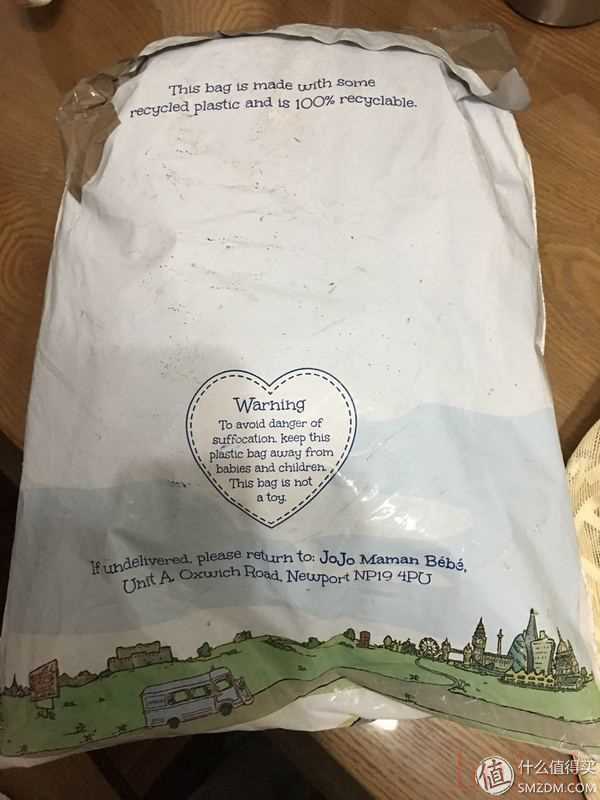 This bag is made with some
recycled plastic and is 100% recyclable.
Warning
To avoid danger of
suffocation, keep this
plastic bag away from
babies and children.
This bag is not
a toy.
If undelivered, please return to: JoJo Maman Bébé,
Unit A, Oxwich Road, Newport NP19 4PU
值 什么值得买
SMZDM.COM